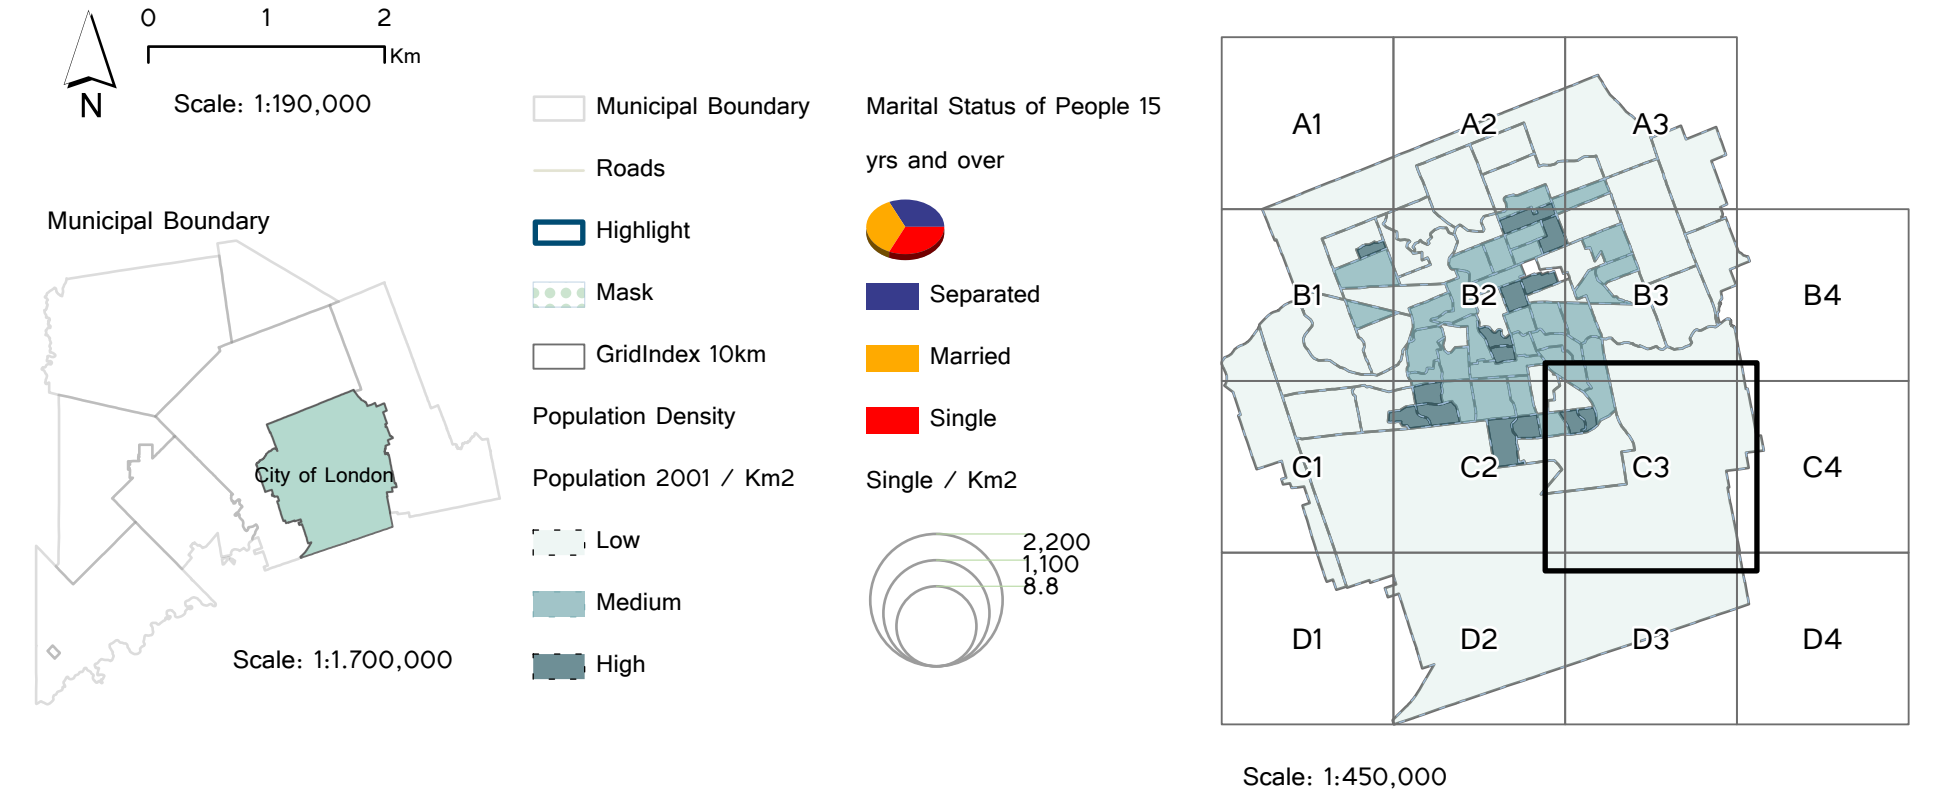 0 1 2
Km
N
Scale: 1:190,000
Municipal Boundary
City of London
Scale: 1:1.700,000
Municipal Boundary
Roads
Highlight
Mask
GridIndex 10km
Population Density
Population 2001 / Km2
Low
Medium
High
Marital Status of People 15
yrs and over
Separated
Married
Single
Single / Km2
2,200
1,100
8.8
A1 A2 A3
B1 B2 B3 B4
C1 C2 C3 C4
D1 D2 D3 D4
Scale: 1:450,000